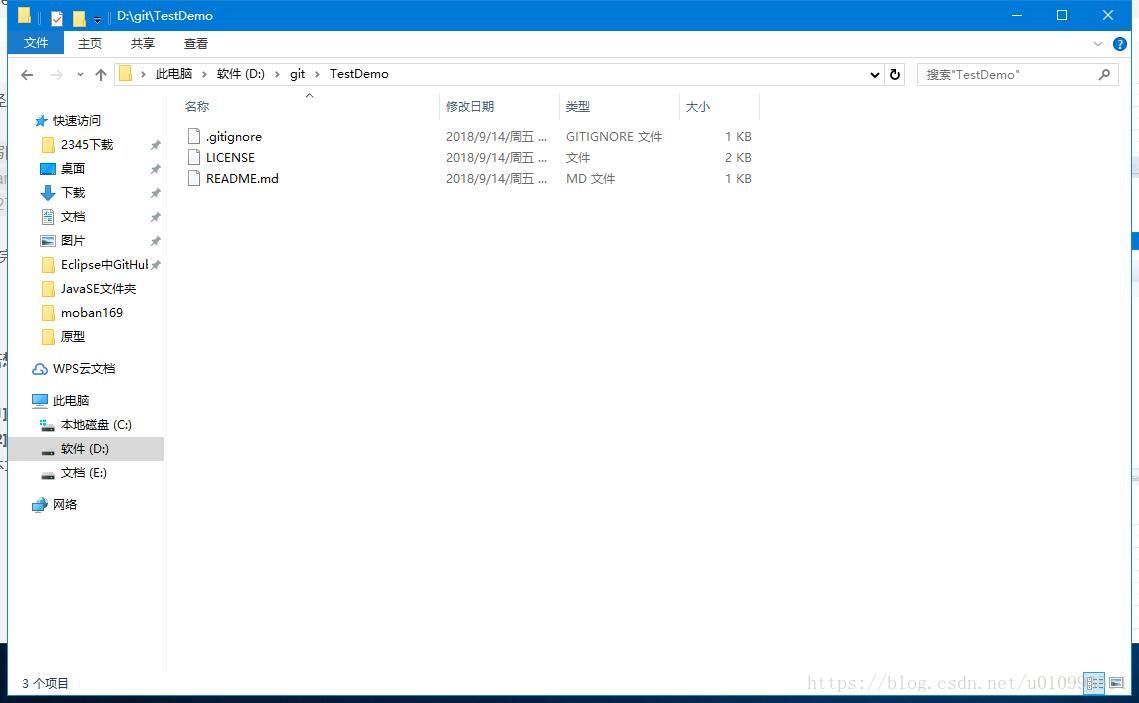 D:\git\TestDemo
文件 主页 共享 查看
此电脑 软件 (D:) git TestDemo 搜索"TestDemo"
名称 修改日期 类型 大小
.gitignore 2018/9/14/周五 ... GITIGNORE 文件 1 KB
LICENSE 2018/9/14/周五 ... 文件 2 KB
README.md 2018/9/14/周五 ... MD 文件 1 KB
快速访问
2345下载
桌面
下载
文档
图片
Eclipse中GitHul
JavaSE文件夹
moban169
原型
WPS云文档
此电脑
本地磁盘 (C:)
软件 (D:)
文档 (E:)
网络
3 个项目
https://blog.csdn.net/u01099